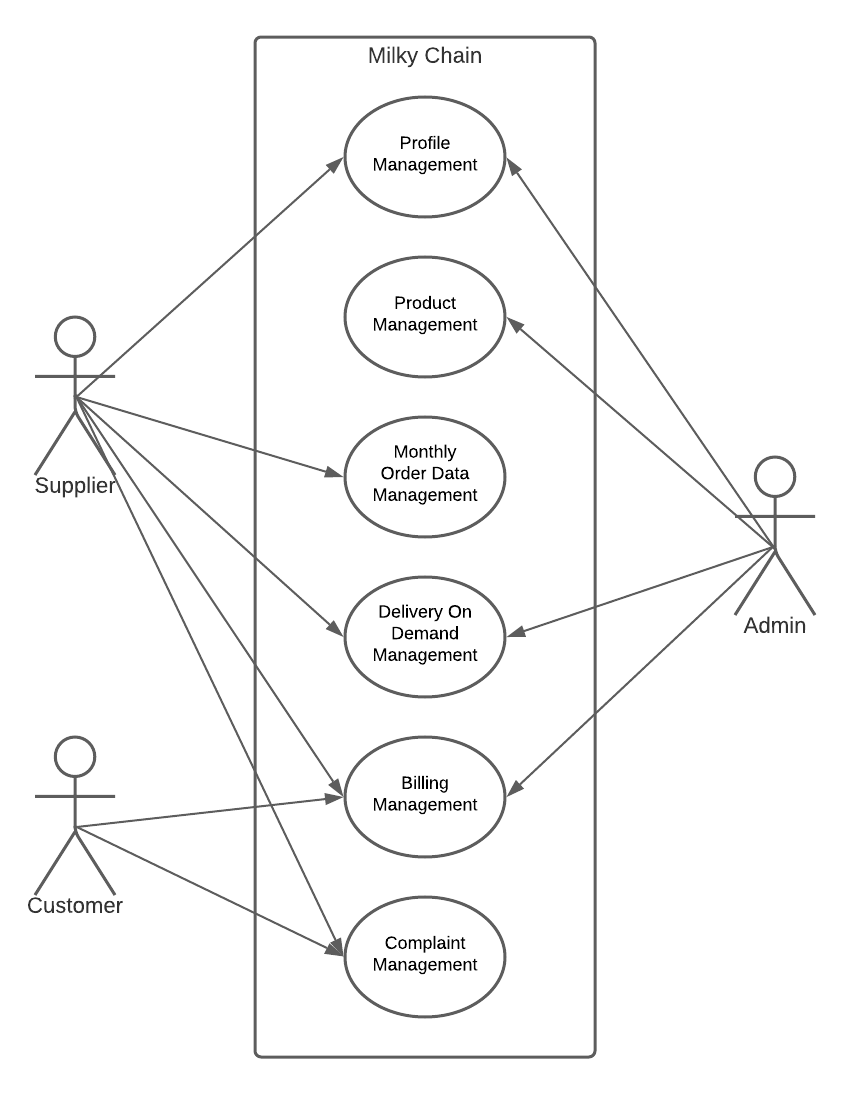 Milky Chain
Profile
Management
Product
Management
Monthly
Order Data
Management
Supplier
Delivery On
Demand
Management
Admin
Billing
Management
Customer
Complaint
Management